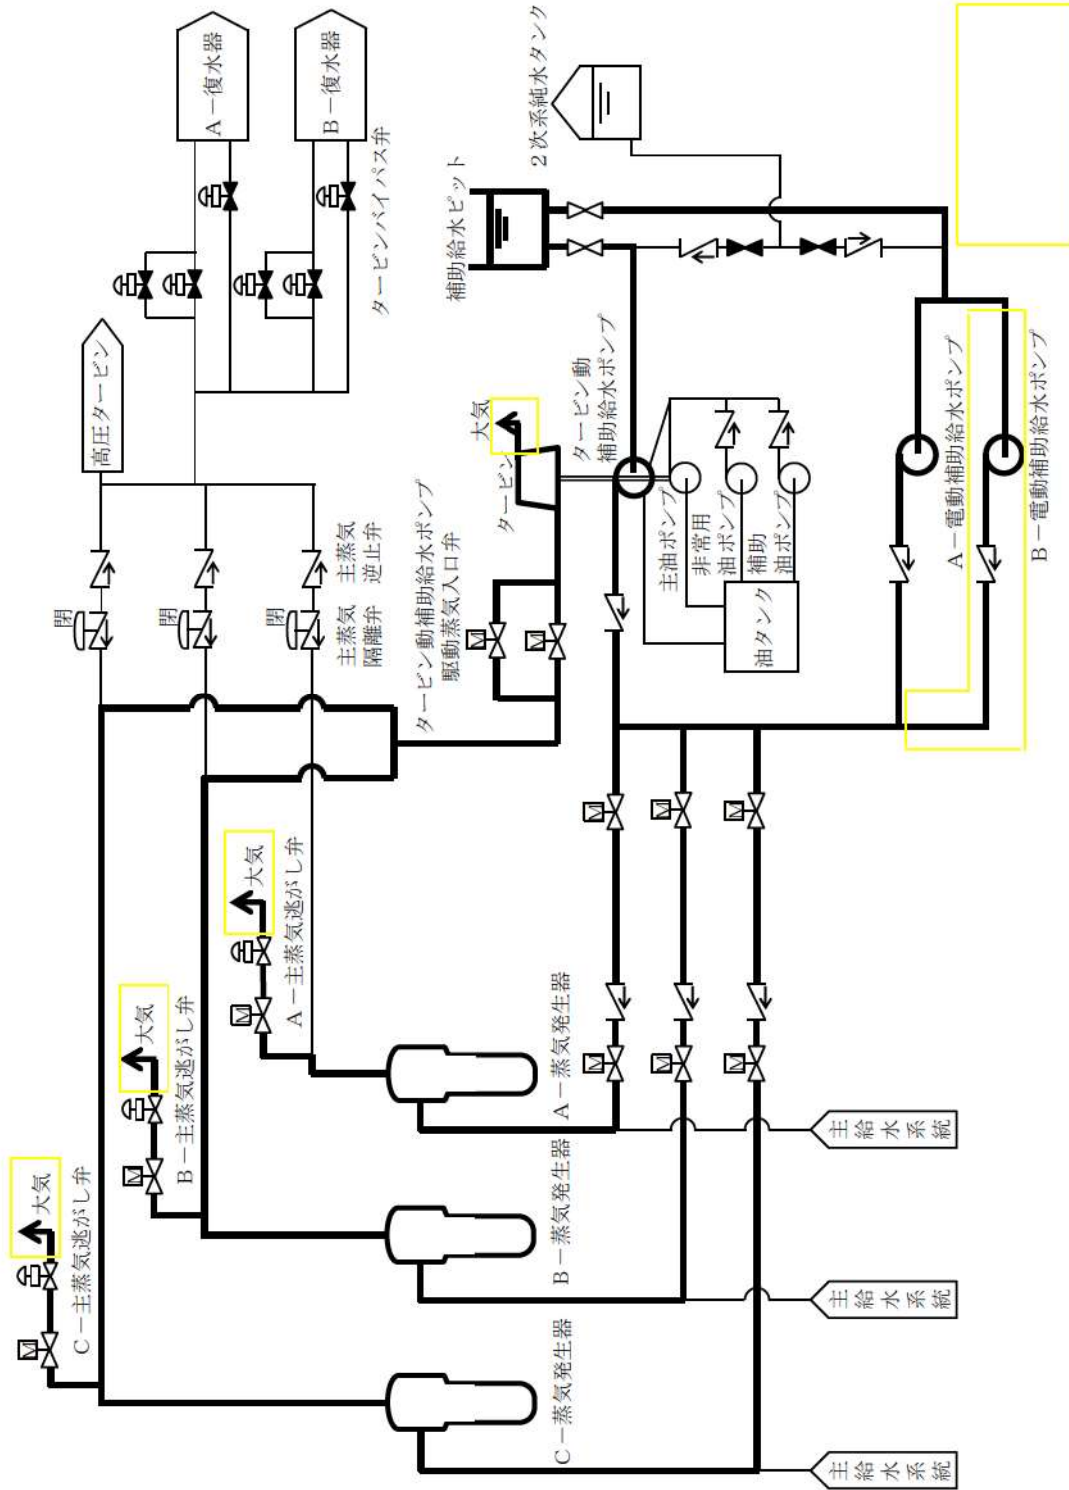 A－復水器
B－復水器
タービンバイパス弁
高圧タービン
2次系純水タンク
補助給水ピット
閉
閉
閉
主蒸気
逆止弁
主蒸気
隔離弁
大気
タービン
タービン動
補助給水ポンプ
タービン動補助給水ポンプ
駆動蒸気入口弁
M
M
主油ポンプ
非常用
油ポンプ
補助
油ポンプ
油タンク
A－電動補助給水ポンプ
B－電動補助給水ポンプ
大気
M
A－主蒸気逃がし弁
大気
M
B－主蒸気逃がし弁
大気
M
C－主蒸気逃がし弁
M
M
M
M
M
M
A－蒸気発生器
B－蒸気発生器
C－蒸気発生器
主給水系統
主給水系統
主給水系統